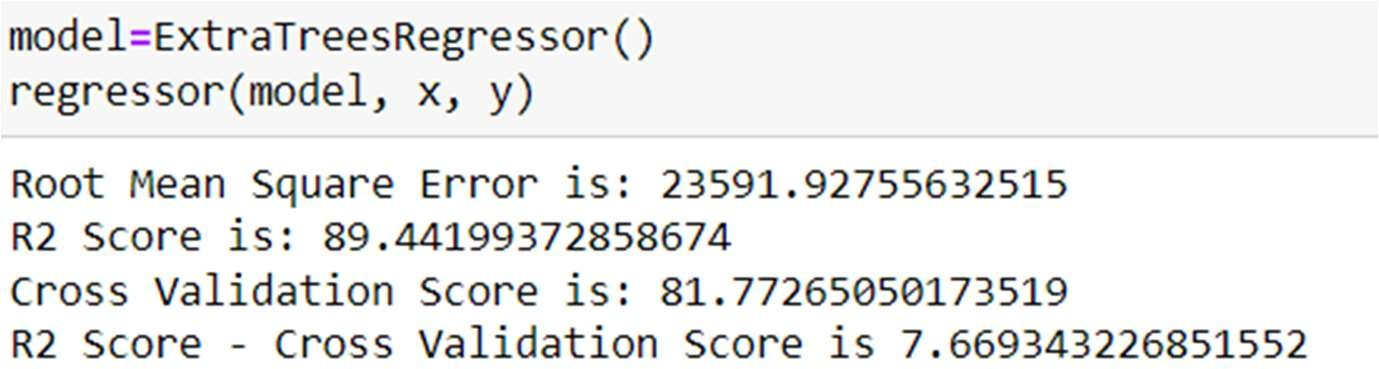 model=ExtraTreesRegressor()
regressor(model, x, y)
Root Mean Square Error is: 23591.92755632515
R2 Score is: 89.44199372858674
Cross Validation Score is: 81.77265050173519
R2 Score - Cross Validation Score is 7.669343226851552